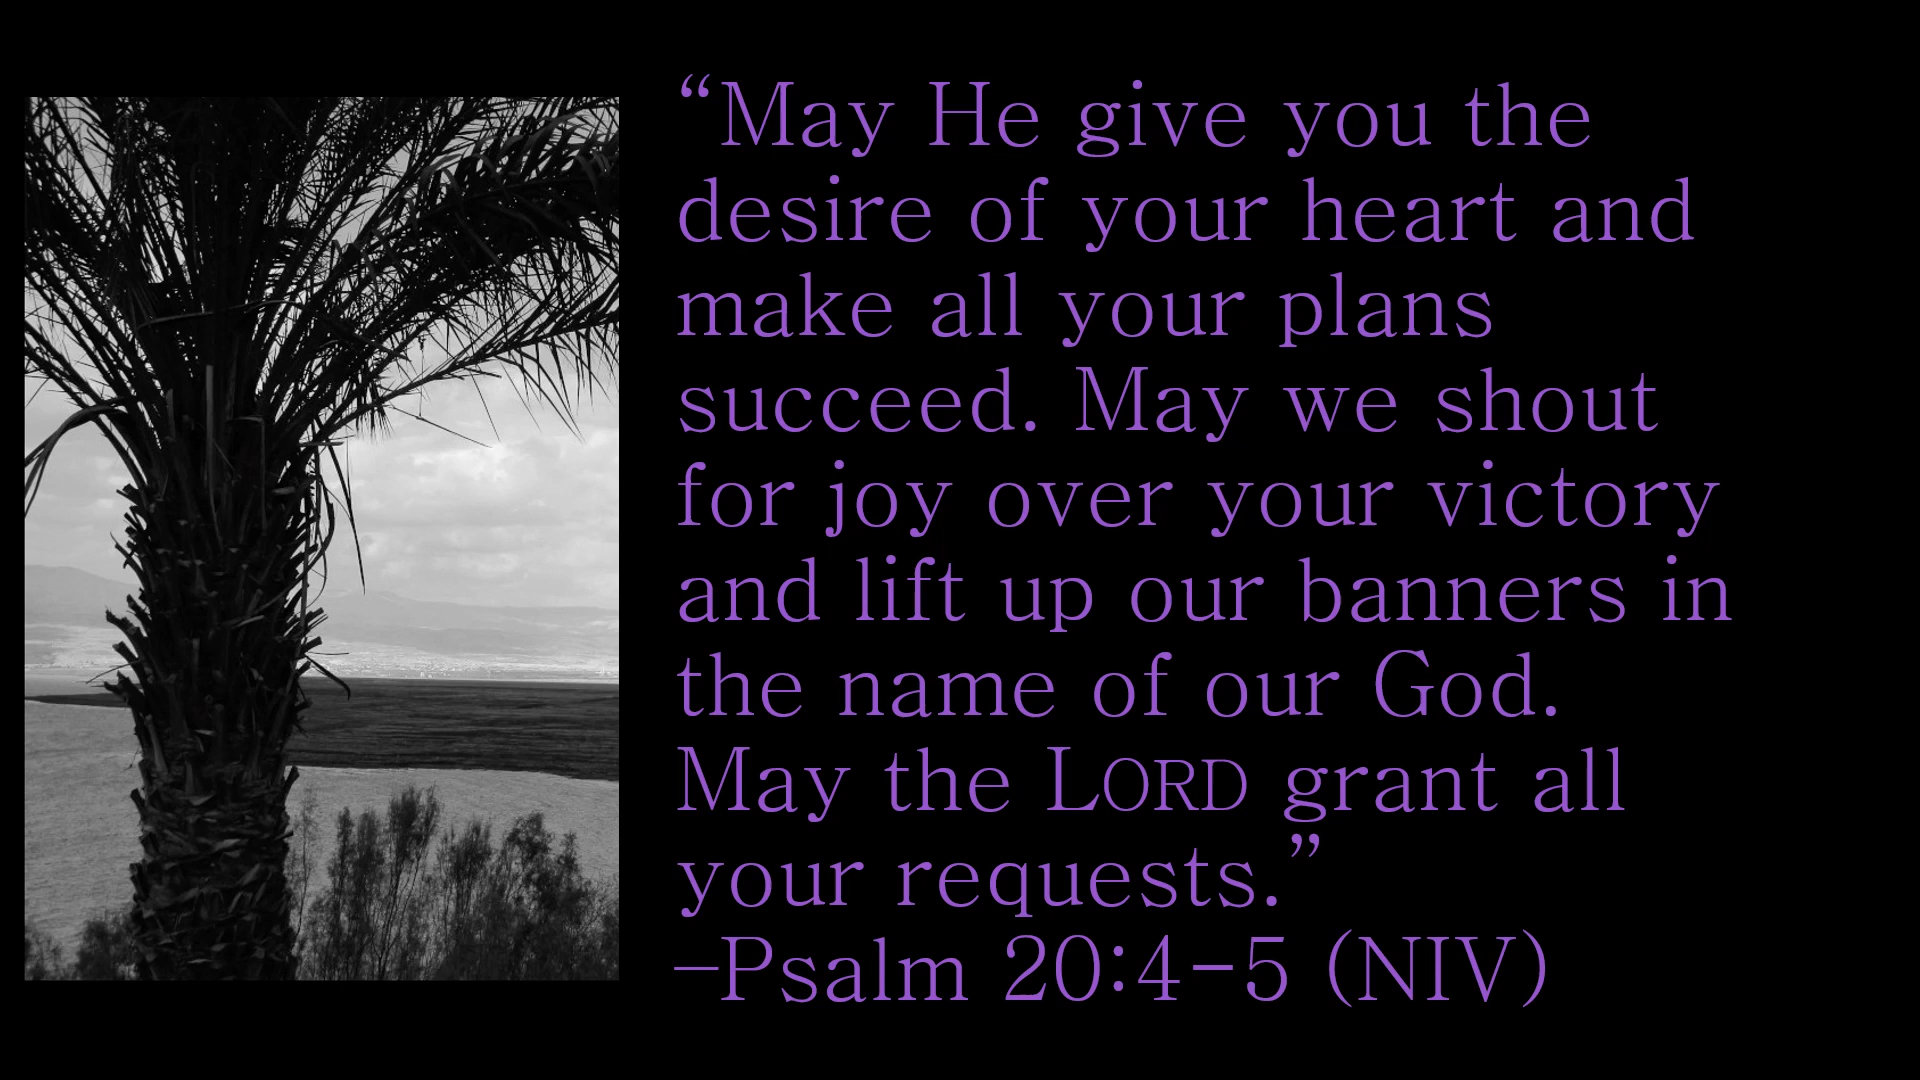 “May He give you the
desire of your heart and
make all your plans
succeed. May we shout
for joy over your victory
and lift up our banners in
the name of our God.
May the LORD grant all
your requests.”
—Psalm 20:4-5 (NIV)